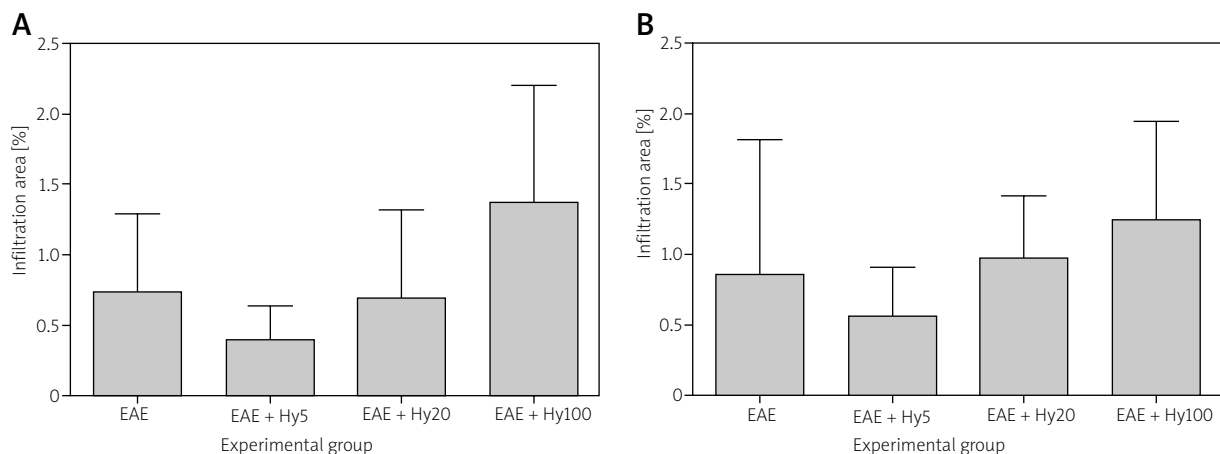 A
Infiltration area [%]
2.5
2.0
1.5
1.0
0.5
0
EAE EAE + Hy5 EAE + Hy20 EAE + Hy100
Experimental group
B
Infiltration area [%]
2.5
2.0
1.5
1.0
0.5
0
EAE EAE + Hy5 EAE + Hy20 EAE + Hy100
Experimental group